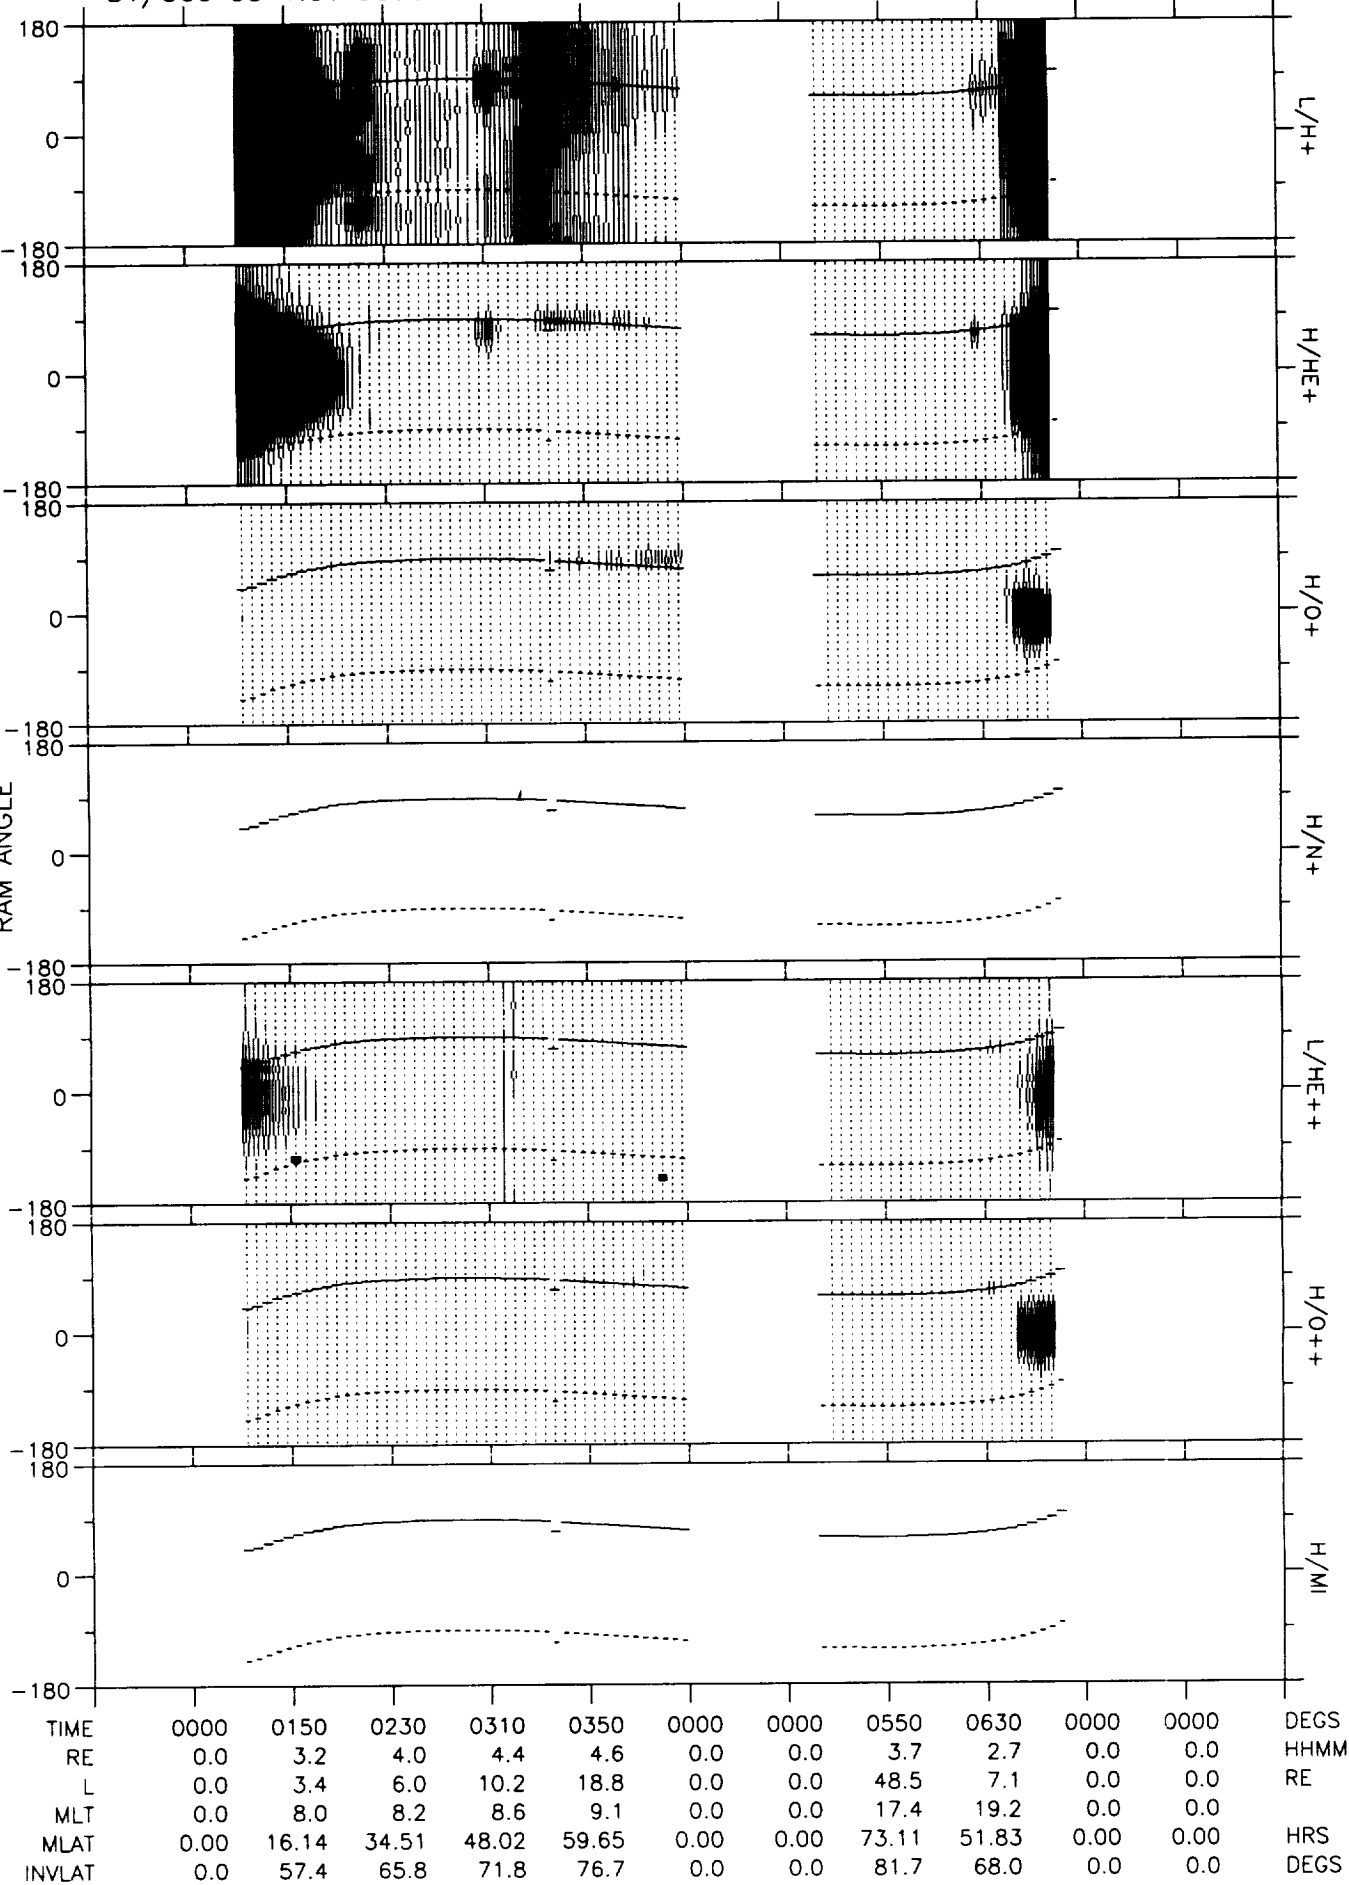 180
0
-180
L/H+
180
0
-180
H/HE+
180
0
-180
H/O+
180
0
-180
H/N+
RAM ANGLE
180
0
-180
L/HE++
180
0
-180
H/O++
180
0
-180
H/MI
TIME 0000 0150 0230 0310 0350 0000 0000 0550 0630 0000 0000 DEGS
RE 0.0 3.2 4.0 4.4 4.6 0.0 0.0 3.7 2.7 0.0 0.0 HHMM
L 0.0 3.4 6.0 10.2 18.8 0.0 0.0 48.5 7.1 0.0 0.0 RE
MLT 0.0 8.0 8.2 8.6 9.1 0.0 0.0 17.4 19.2 0.0 0.0
MLAT 0.00 16.14 34.51 48.02 59.65 0.00 0.00 73.11 51.83 0.00 0.00 HRS
INVLAT 0.0 57.4 65.8 71.8 76.7 0.0 0.0 81.7 68.0 0.0 0.0 DEGS